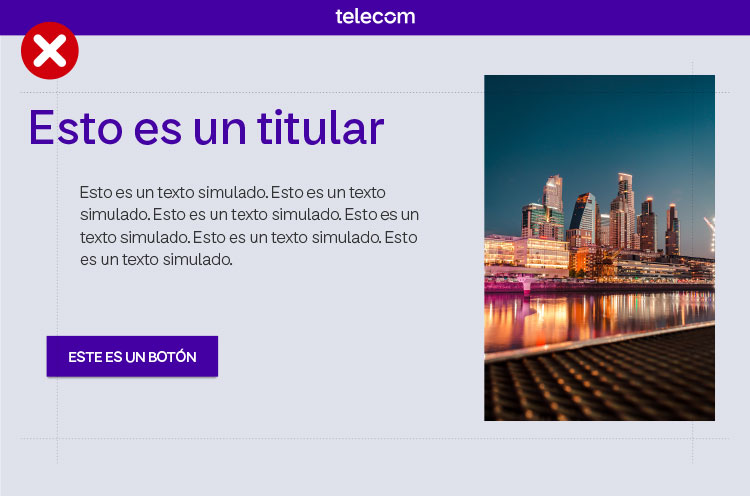 telecom
Esto es un titular
Esto es un texto simulado. Esto es un texto
simulado. Esto es un texto simulado. Esto es un
texto simulado. Esto es un texto simulado. Esto
es un texto simulado.
ESTE ES UN BOTÓN